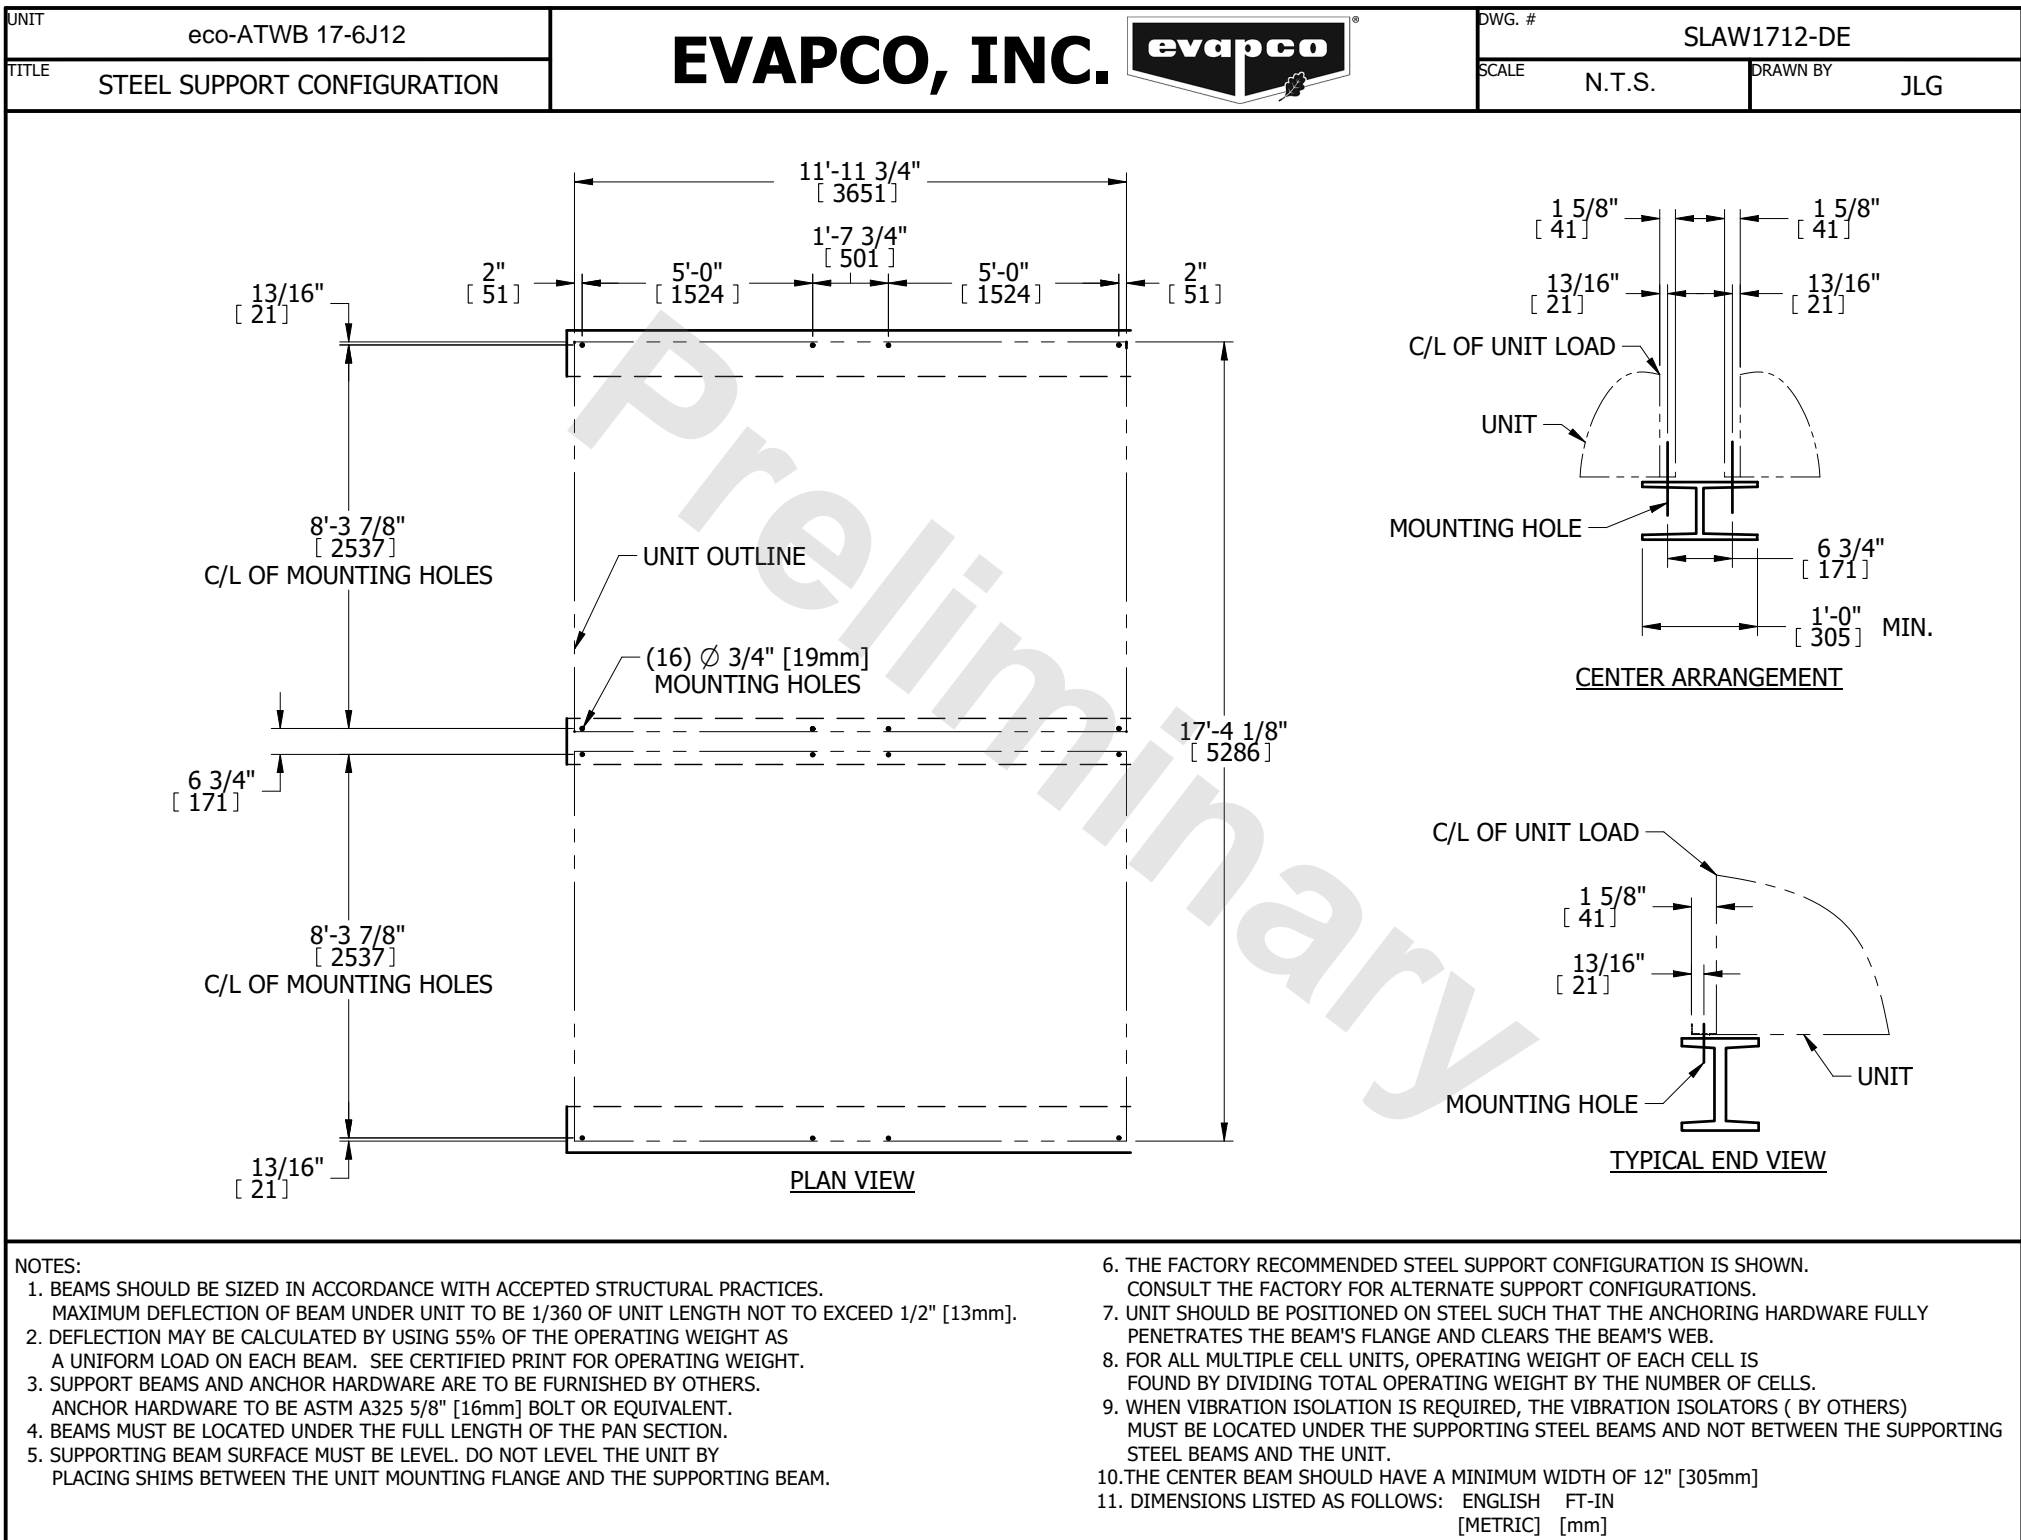 UNIT
eco-ATWB 17-6J12
TITLE
STEEL SUPPORT CONFIGURATION
EVAPCO, INC.
evapco
®
DWG. #
SLAW1712-DE
SCALE
N.T.S.
DRAWN BY
JLG
11'-11 3/4"
[ 3651]
1'-7 3/4"
[ 501 ]
2"
[ 51]
5'-0"
[ 1524 ]
5'-0"
[ 1524]
2"
[ 51]
13/16"
[ 21]
8'-3 7/8"
[ 2537]
C/L OF MOUNTING HOLES
UNIT OUTLINE
(16) Ø 3/4" [19mm]
MOUNTING HOLES
6 3/4"
[ 171]
17'-4 1/8"
[ 5286]
8'-3 7/8"
[ 2537]
C/L OF MOUNTING HOLES
13/16"
[ 21]
PLAN VIEW
Preliminary
1 5/8"
[ 41]
1 5/8"
[ 41]
13/16"
[ 21]
13/16"
[ 21]
C/L OF UNIT LOAD
UNIT
MOUNTING HOLE
6 3/4"
[ 171]
1'-0"
[ 305] MIN.
CENTER ARRANGEMENT
C/L OF UNIT LOAD
1 5/8"
[ 41]
13/16"
[ 21]
UNIT
MOUNTING HOLE
TYPICAL END VIEW
NOTES:
1. BEAMS SHOULD BE SIZED IN ACCORDANCE WITH ACCEPTED STRUCTURAL PRACTICES.
MAXIMUM DEFLECTION OF BEAM UNDER UNIT TO BE 1/360 OF UNIT LENGTH NOT TO EXCEED 1/2" [13mm].
2. DEFLECTION MAY BE CALCULATED BY USING 55% OF THE OPERATING WEIGHT AS
A UNIFORM LOAD ON EACH BEAM. SEE CERTIFIED PRINT FOR OPERATING WEIGHT.
3. SUPPORT BEAMS AND ANCHOR HARDWARE ARE TO BE FURNISHED BY OTHERS.
ANCHOR HARDWARE TO BE ASTM A325 5/8" [16mm] BOLT OR EQUIVALENT.
4. BEAMS MUST BE LOCATED UNDER THE FULL LENGTH OF THE PAN SECTION.
5. SUPPORTING BEAM SURFACE MUST BE LEVEL. DO NOT LEVEL THE UNIT BY
PLACING SHIMS BETWEEN THE UNIT MOUNTING FLANGE AND THE SUPPORTING BEAM.
6. THE FACTORY RECOMMENDED STEEL SUPPORT CONFIGURATION IS SHOWN.
CONSULT THE FACTORY FOR ALTERNATE SUPPORT CONFIGURATIONS.
7. UNIT SHOULD BE POSITIONED ON STEEL SUCH THAT THE ANCHORING HARDWARE FULLY
PENETRATES THE BEAM'S FLANGE AND CLEARS THE BEAM'S WEB.
8. FOR ALL MULTIPLE CELL UNITS, OPERATING WEIGHT OF EACH CELL IS
FOUND BY DIVIDING TOTAL OPERATING WEIGHT BY THE NUMBER OF CELLS.
9. WHEN VIBRATION ISOLATION IS REQUIRED, THE VIBRATION ISOLATORS ( BY OTHERS)
MUST BE LOCATED UNDER THE SUPPORTING STEEL BEAMS AND NOT BETWEEN THE SUPPORTING
STEEL BEAMS AND THE UNIT.
10.THE CENTER BEAM SHOULD HAVE A MINIMUM WIDTH OF 12" [305mm]
11. DIMENSIONS LISTED AS FOLLOWS: ENGLISH FT-IN
[METRIC] [mm]